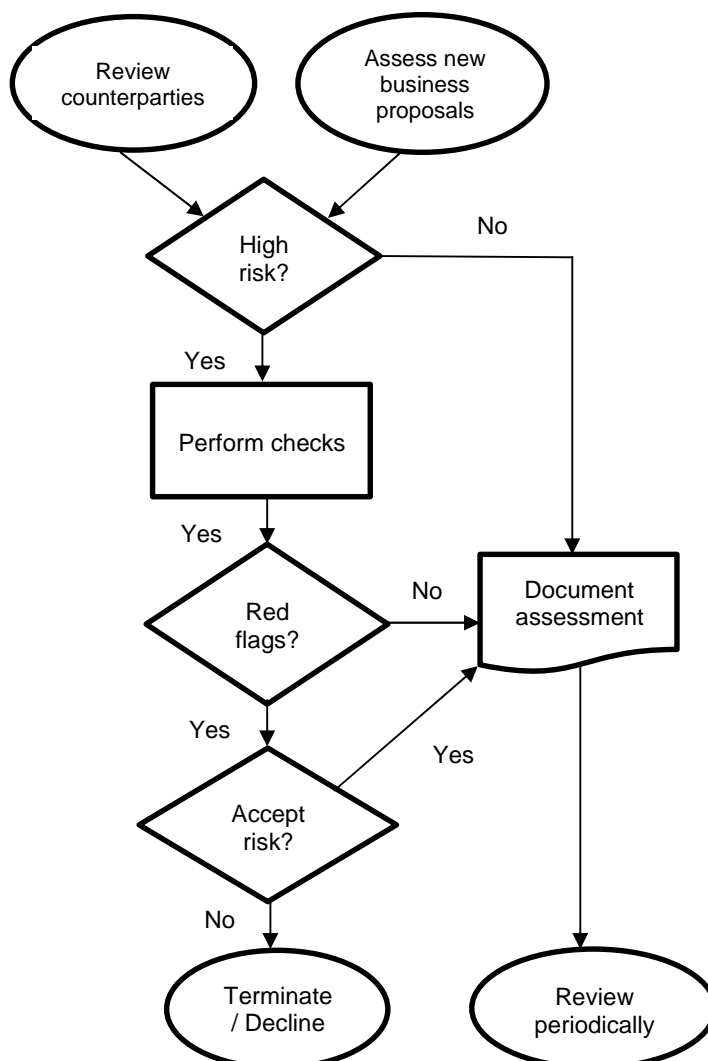 Review
counterparties
Assess new
business
proposals
High
risk?
No
Yes
Perform checks
Yes
Red
flags?
No
Document
assessment
Yes
Yes
Accept
risk?
No
Terminate
/ Decline
Review
periodically